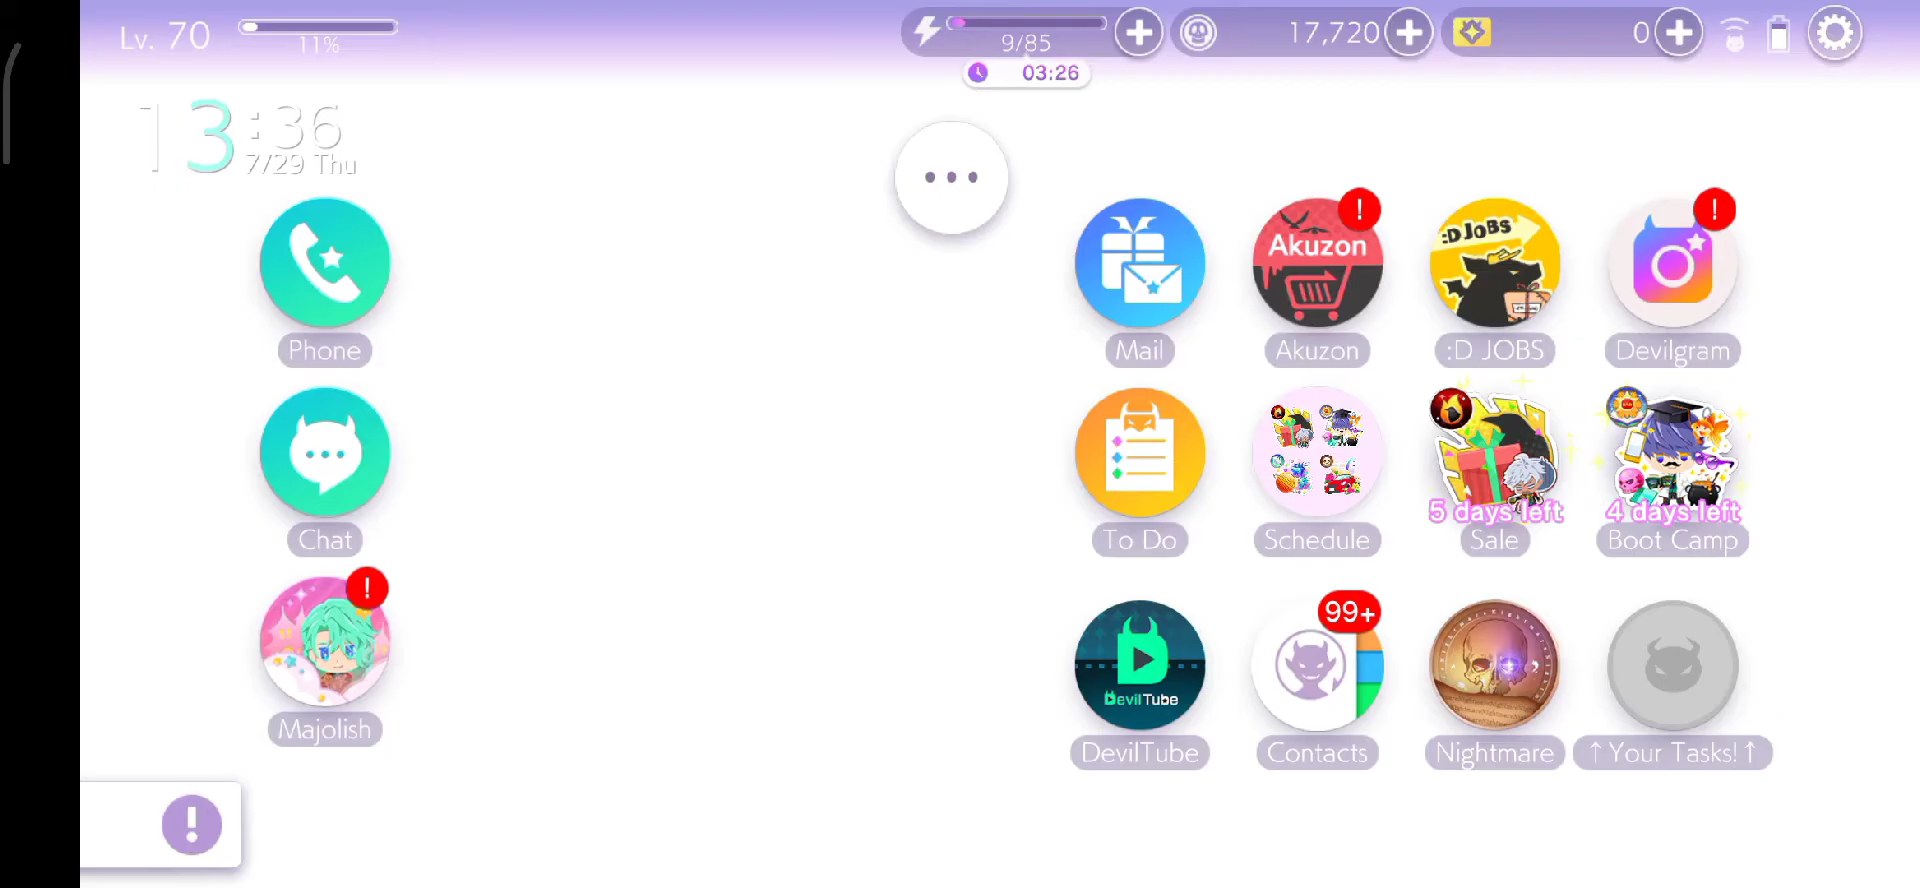 Lv. 70
11%
9/85
03:26
17,720
0
13:36
7/29 Thu
Phone
Chat
Majolish
Akuzon
:D JOBS
Mail
Akuzon
:D JOBS
Devilgram
5 days left
4 days left
To Do
Schedule
Sale
Boot Camp
DevilTube
99+
DevilTube
Contacts
Nightmare
↑Your Tasks!↑